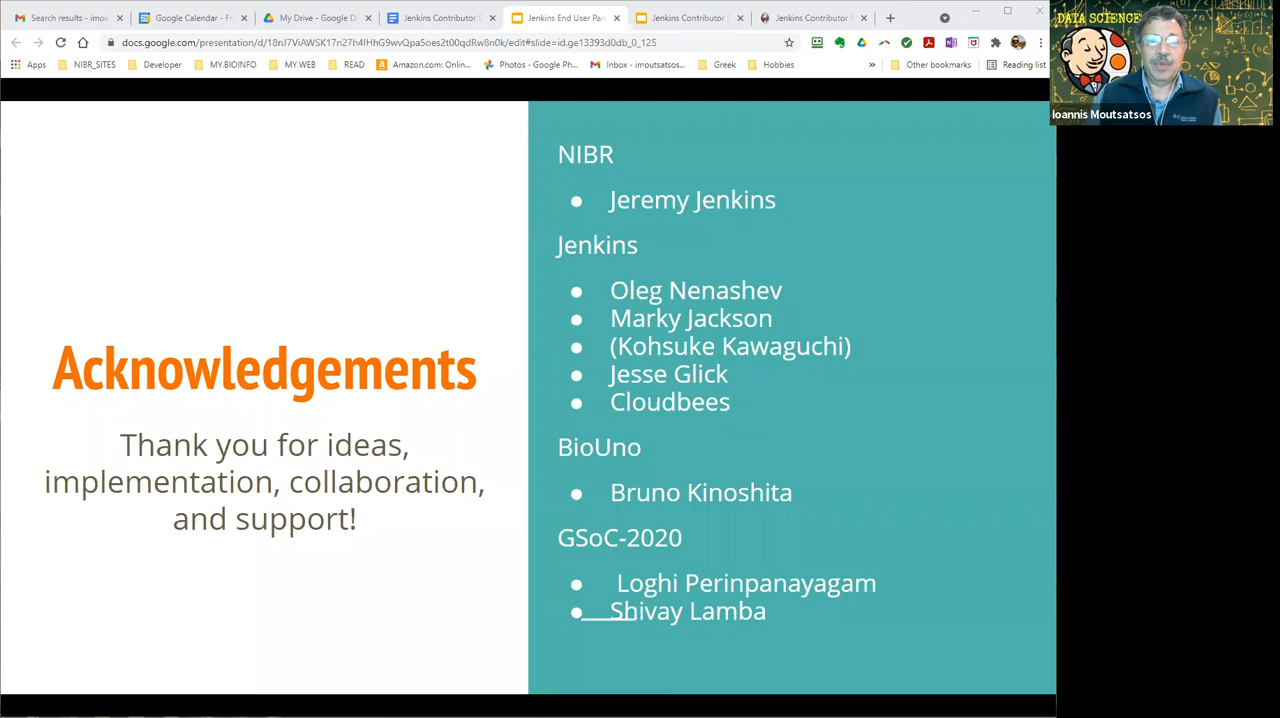 Search results - imou
Google Calendar - Fri
My Drive - Google D
Jenkins Contributor S
Jenkins End User Pan
Jenkins Contributor S
Jenkins Contributor S
docs.google.com/presentation/d/18nJ7ViAWSK17n27h4IHhG9wvQpa5oes2t00qdRw8n0k/edit#slide=id.ge13393d0db_0_125
Apps
NIBR_SITES
Developer
MY.BIOINFO
MY.WEB
READ
Amazon.com: Onlin...
Photos - Google Ph...
Inbox - imoutsatsos...
Greek
Hobbies
»
Other bookmarks
Reading list
DATA SCIENCE
Ioannis Moutsatsos
Acknowledgements
Thank you for ideas,
implementation, collaboration,
and support!
NIBR
● Jeremy Jenkins
Jenkins
● Oleg Nenashev
● Marky Jackson
● (Kohsuke Kawaguchi)
● Jesse Glick
● Cloudbees
BioUno
● Bruno Kinoshita
GSoC-2020
● Loghi Perinpanayagam
● Shivay Lamba